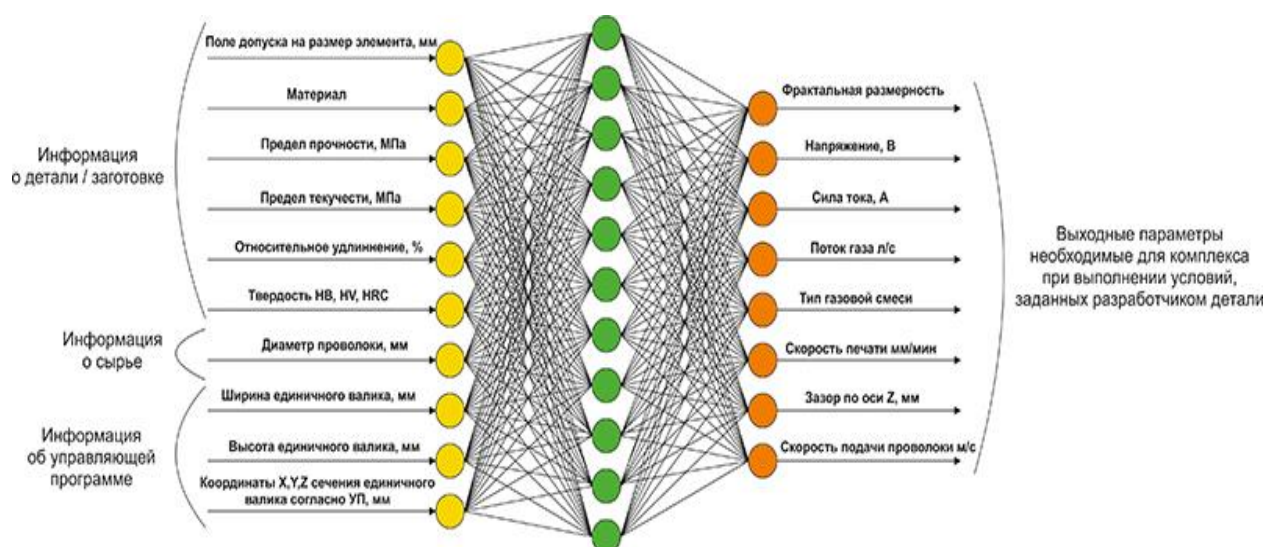 Информация
о детали / заготовке
Информация
о сырье
Информация
об управляющей
программе
Поле допуска на размер элемента, мм
Материал
Предел прочности, МПа
Предел текучести, МПа
Относительное удлиннение, %
Твердость HB, HV, HRC
Диаметр проволоки, мм
Ширина единичного валика, мм
Высота единичного валика, мм
Координаты X,Y,Z сечения единичного
валика согласно УП, мм
Фрактальная размерность
Напряжение, В
Сила тока, А
Поток газа л/с
Тип газовой смеси
Скорость печати мм/мин
Зазор по оси Z, мм
Скорость подачи проволоки м/с
Выходные параметры
необходимые для комплекса
при выполнении условий,
заданных разработчиком детали